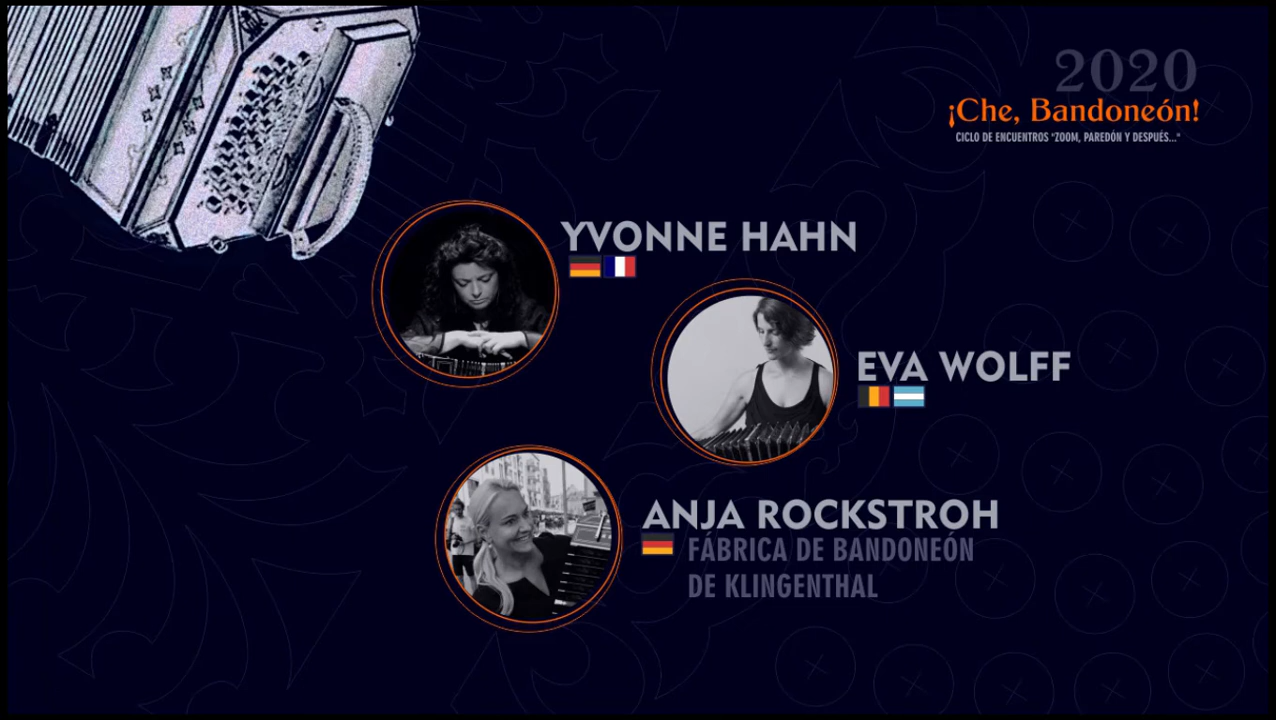 2020
¡Che, Bandoneón!
CICLO DE ENCUENTROS "ZOOM, PAREDÓN Y DESPUÉS..."
YVONNE HAHN
EVA WOLFF
ANJA ROCKSTROH
FÁBRICA DE BANDONEÓN
DE KLINGENTHAL